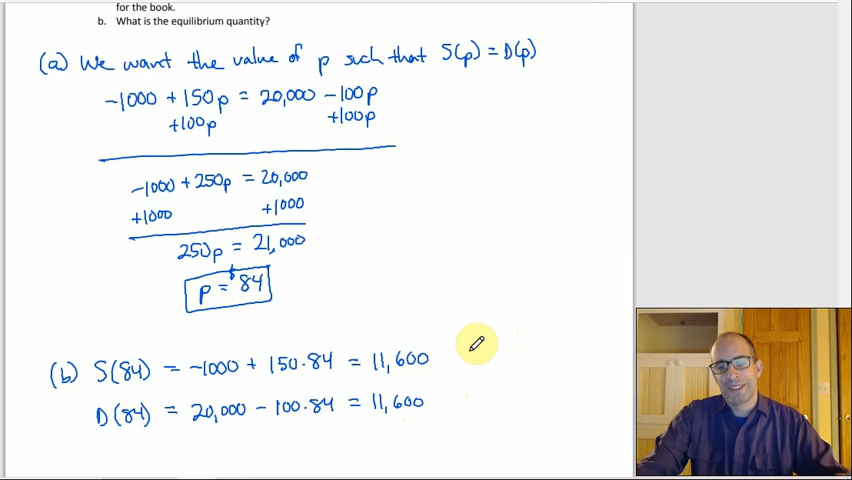 for the book.
b. What is the equilibrium quantity?
(a) We want the value of p such that S(p) = D(p)
-1000 + 150p = 20,000 - 100p
+100p +100p
-1000 + 250p = 20,000
+1000 +1000
250p = 21,000
p = $84
(b) S(84) = -1000 + 150·84 = 11,600
D(84) = 20,000 - 100·84 = 11,600